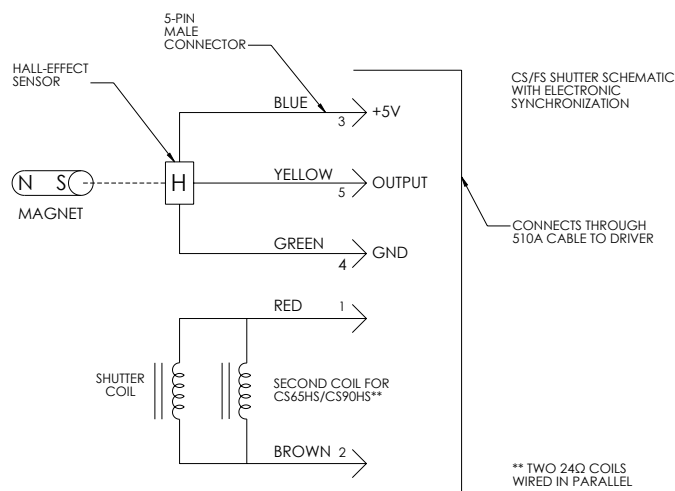 5-PIN
MALE
CONNECTOR
HALL-EFFECT
SENSOR
CS/FS SHUTTER SCHEMATIC
WITH ELECTRONIC
SYNCHRONIZATION
BLUE
3
+5V
N S
H
YELLOW
5
OUTPUT
MAGNET
CONNECTS THROUGH
510A CABLE TO DRIVER
GREEN
4
GND
RED 1
SHUTTER
COIL
SECOND COIL FOR
CS65HS/CS90HS**
BROWN 2
** TWO 24Ω COILS
WIRED IN PARALLEL